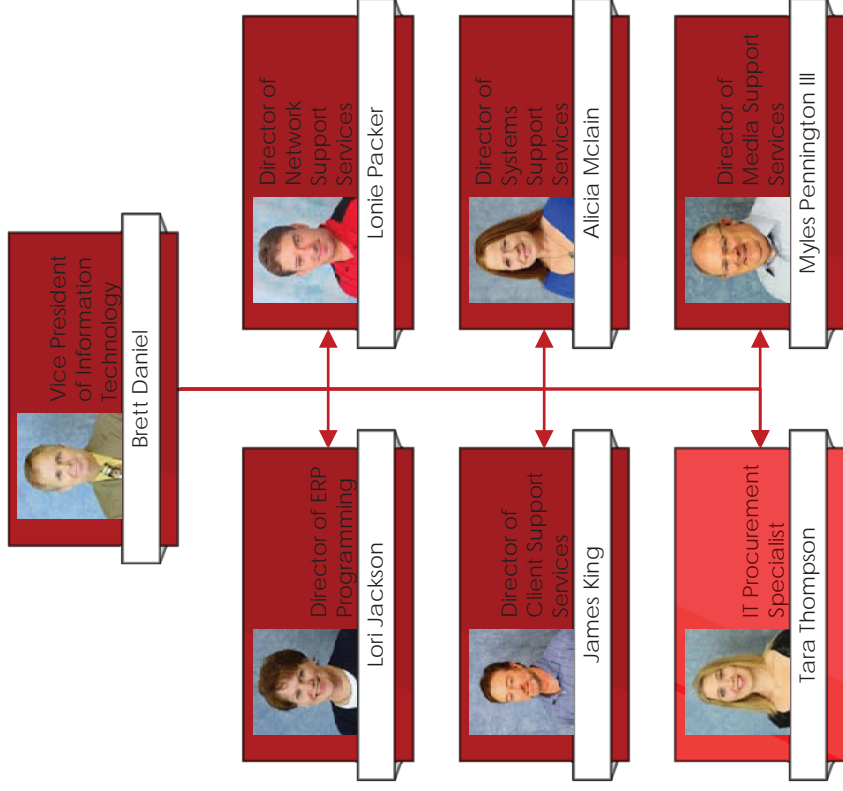 Vice President
of Information
Technology
Brett Daniel
Director of ERP
Programming
Lori Jackson
Director of
Network
Support
Services
Lonie Packer
Director of
Client Support
Services
James King
Director of
Systems
Support
Services
Alicia Mclain
IT Procurement
Specialist
Tara Thompson
Director of
Media Support
Services
Myles Pennington III